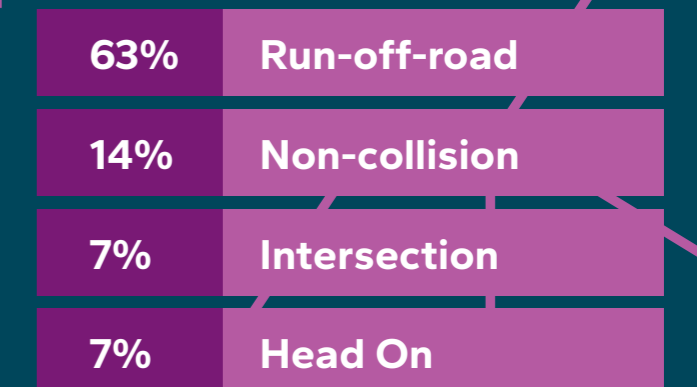 63% Run-off-road
14% Non-collision
7% Intersection
7% Head On